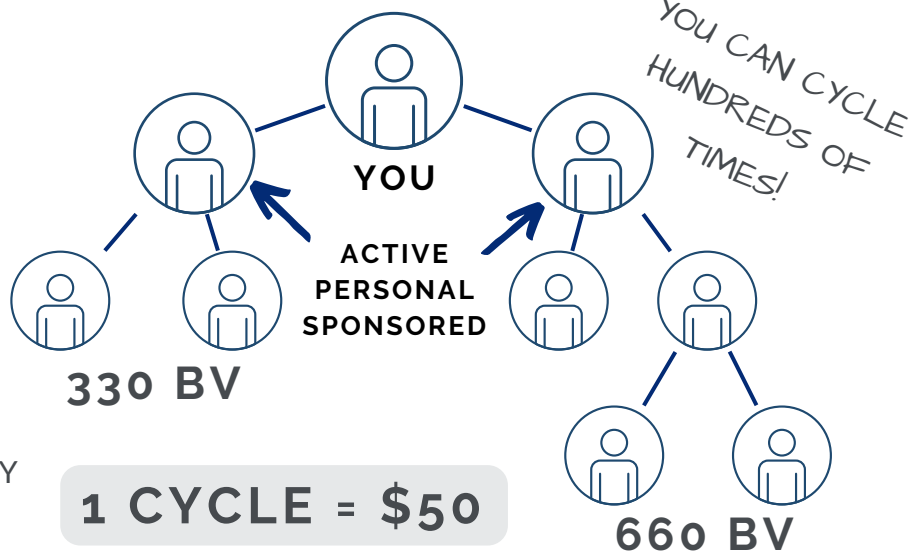 YOU CAN CYCLE
HUNDREDS OF
TIMES!
YOU
ACTIVE
PERSONAL
SPONSORED
330 BV
Y
1 CYCLE = $50
660 BV